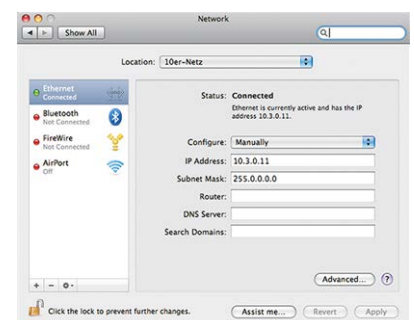 Network
Show All
Location: 10er-Netz
Ethernet
Connected
Bluetooth
Not Connected
FireWire
Not Connected
AirPort
Off
Status: Connected
Ethernet is currently active and has the IP
address 10.3.0.11.
Configure: Manually
IP Address: 10.3.0.11
Subnet Mask: 255.0.0.0.0
Router:
DNS Server:
Search Domains:
Advanced... ?
Click the lock to prevent further changes.
Assist me... Revert Apply